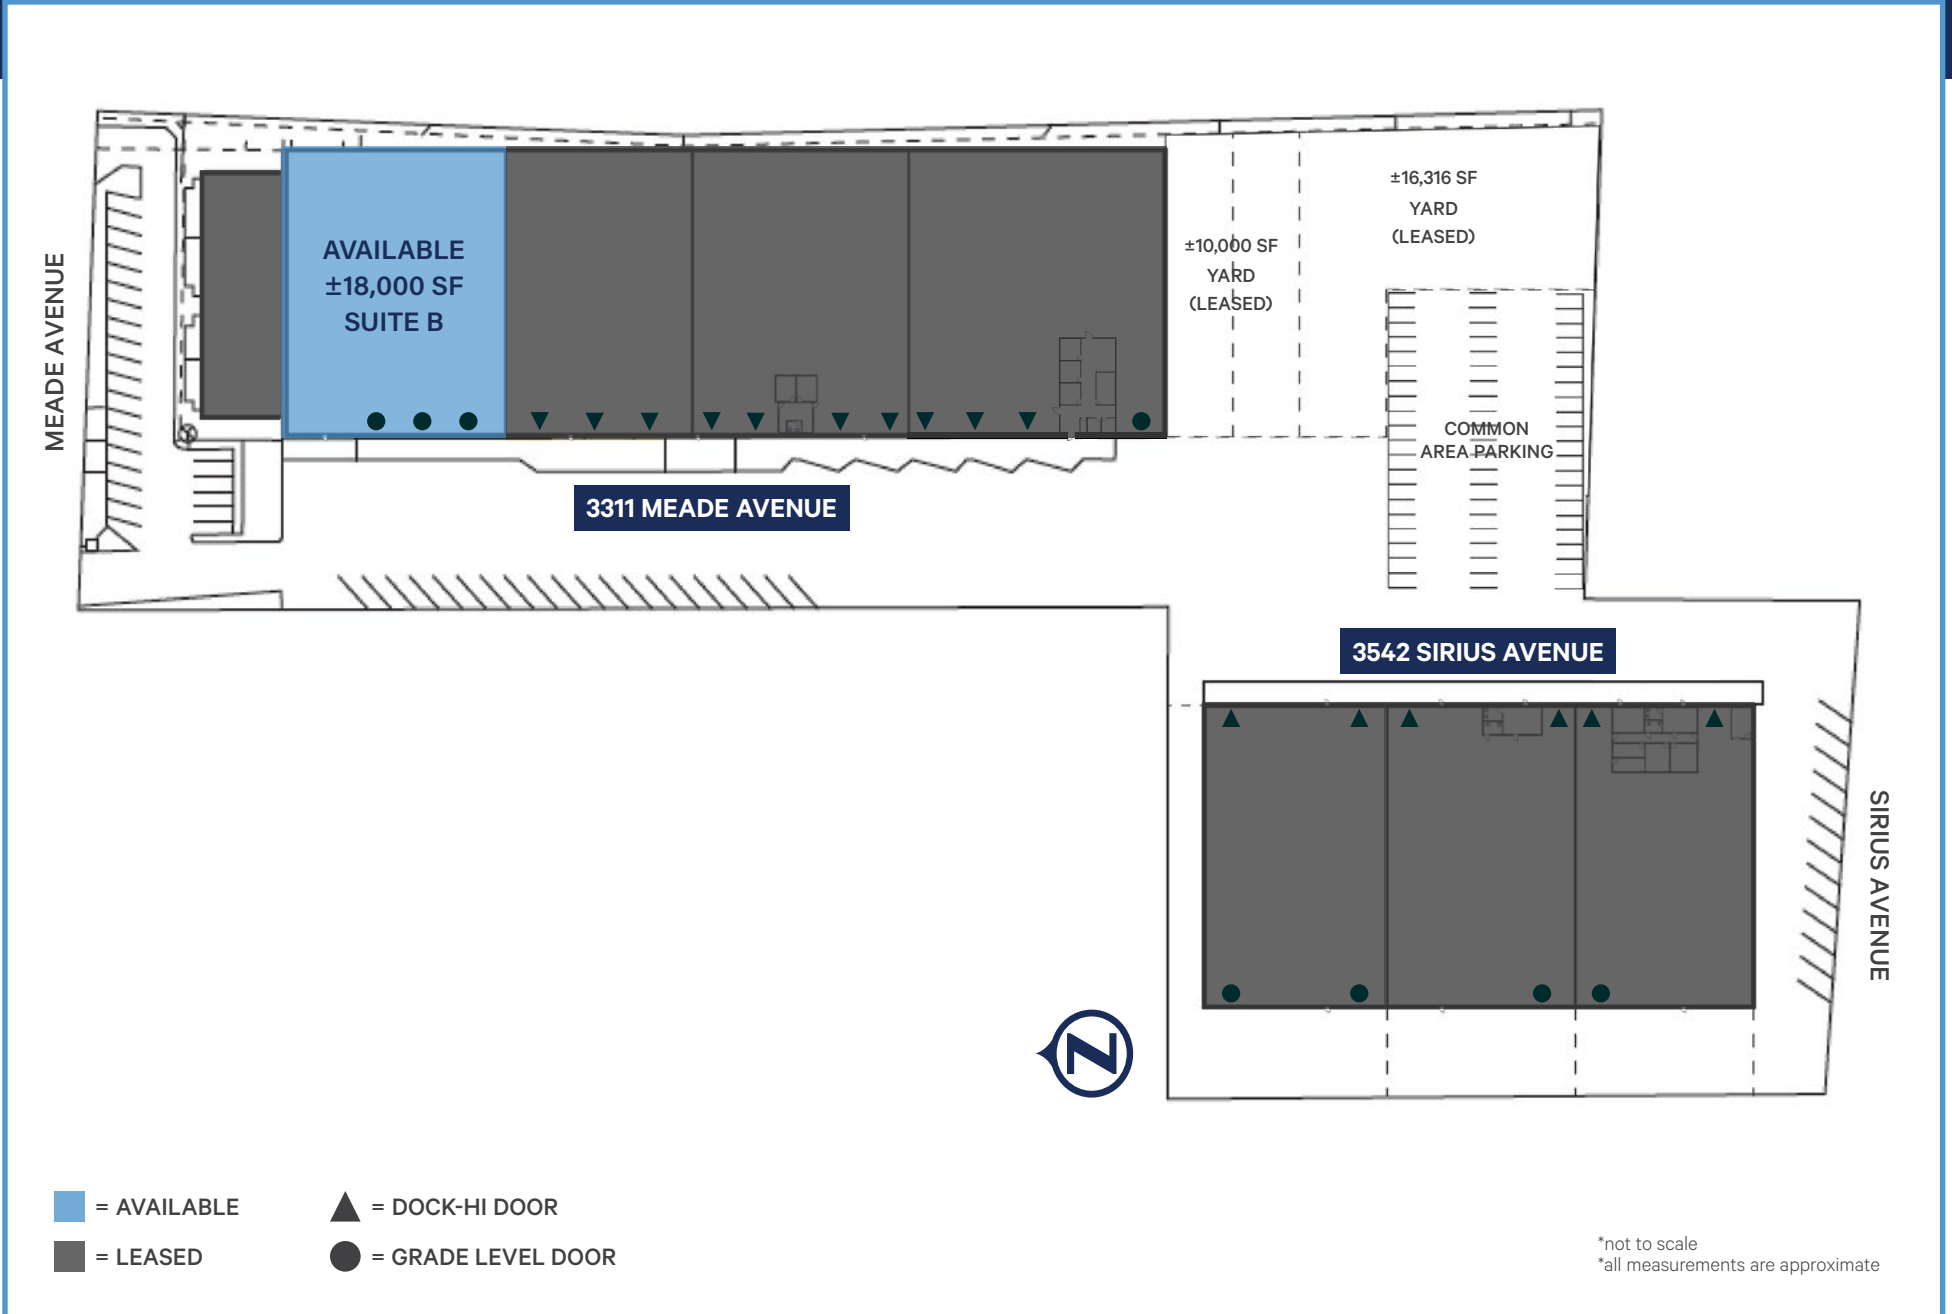 MEADE AVENUE
AVAILABLE
±18,000 SF
SUITE B
±10,000 SF
YARD
(LEASED)
±16,316 SF
YARD
(LEASED)
COMMON
AREA PARKING
3311 MEADE AVENUE
3542 SIRIUS AVENUE
SIRIUS AVENUE
N
= AVAILABLE
= LEASED
= DOCK-HI DOOR
= GRADE LEVEL DOOR
*not to scale
*all measurements are approximate